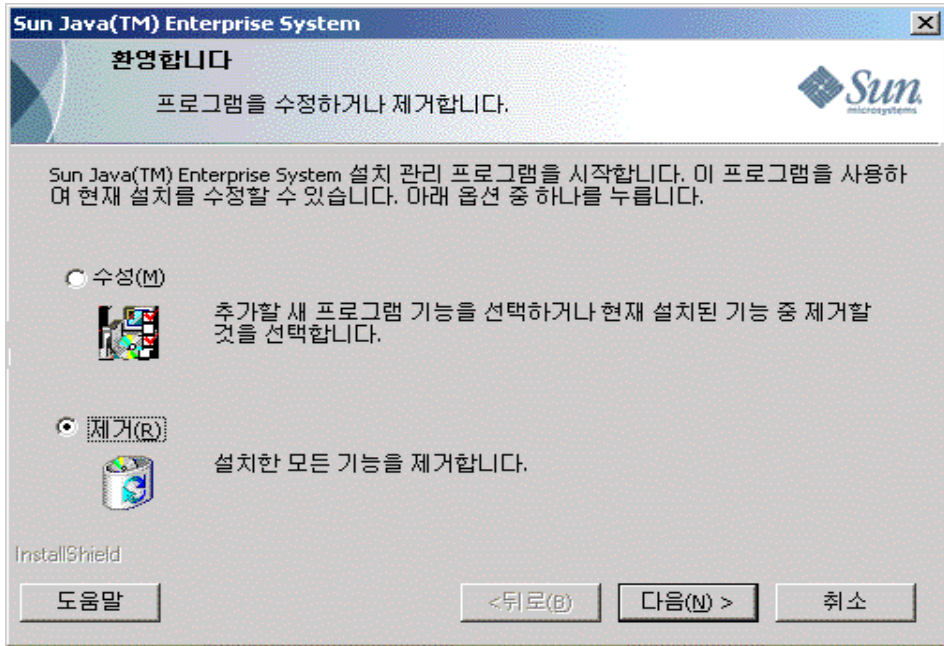 Sun Java(TM) Enterprise System
환영합니다
프로그램을 수정하거나 제거합니다.
Sun
microsystems
Sun Java(TM) Enterprise System 설치 관리 프로그램을 시작합니다. 이 프로그램을 사용하
여 현재 설치를 수정할 수 있습니다. 아래 옵션 중 하나를 누릅니다.
수성(M)
추가할 새 프로그램 기능을 선택하거나 현재 설치된 기능 중 제거할
것을 선택합니다.
제거(R)
설치한 모든 기능을 제거합니다.
InstallShield
도움말
<뒤로(B)
다음(N) >
취소